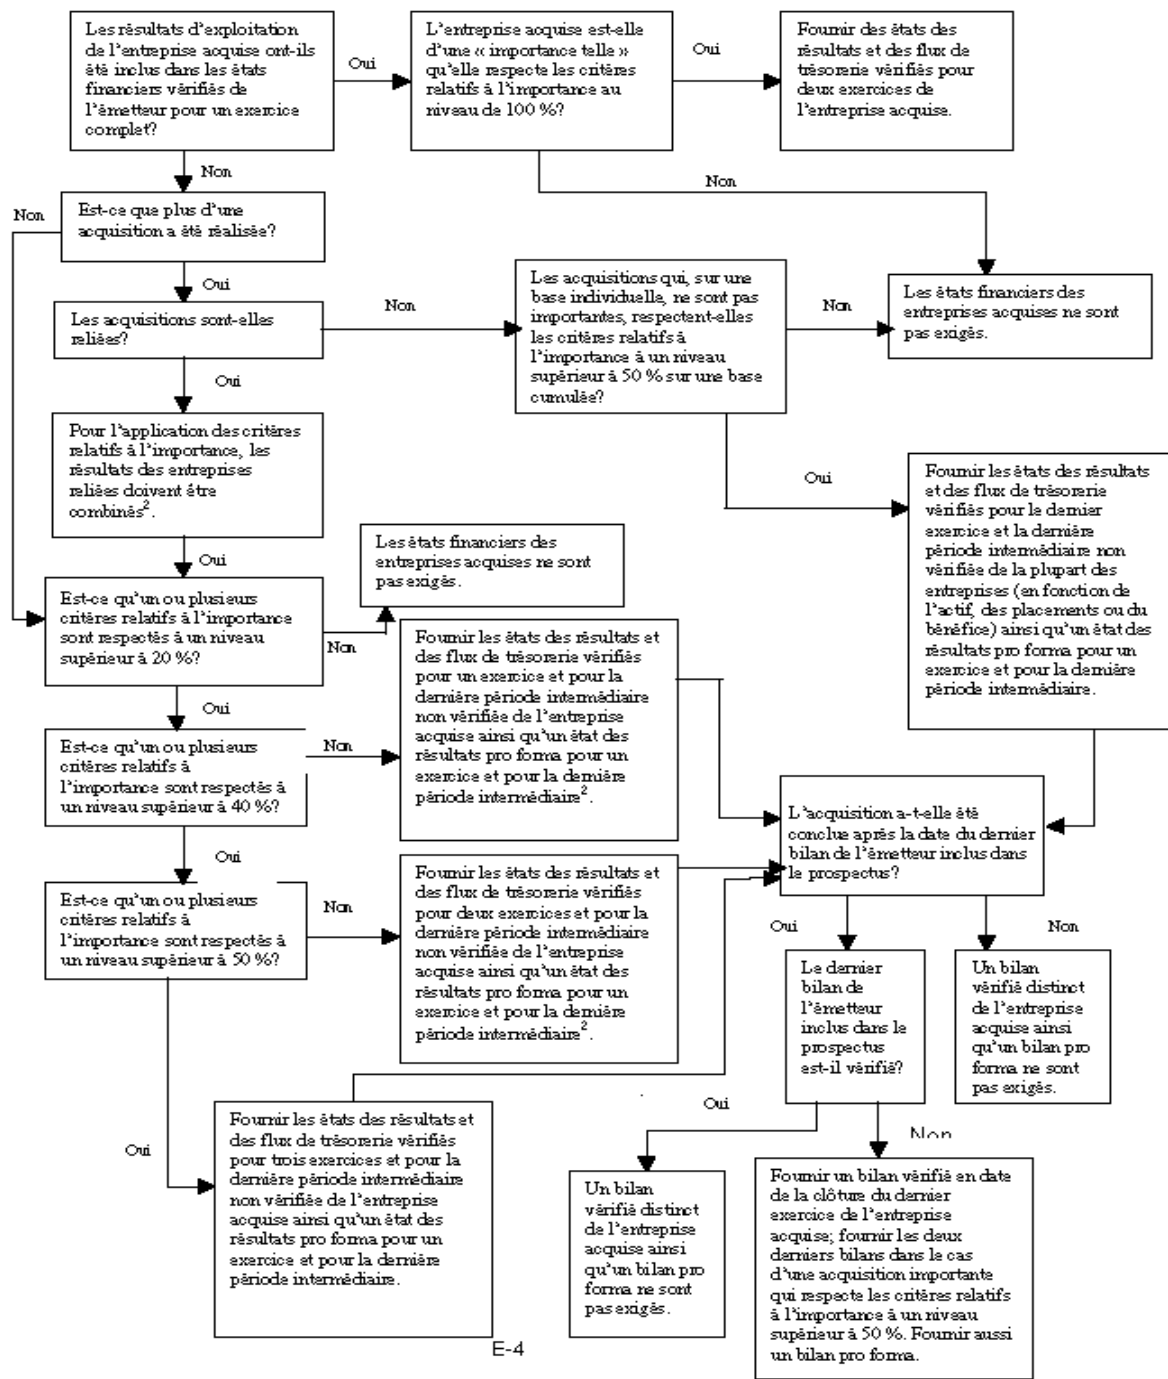 Les résultats d'exploitation
de l'entreprise acquise ont-ils
été inclus dans les états
financiers vérifiés de
l'émetteur pour un exercice
complet?
Oui
L'entreprise acquise est-elle
d'une « importance telle »
qu'elle respecte les critères
relatifs à l'importance au
niveau de 100 %?
Oui
Fournir des états des
résultats et des flux de
trésorerie vérifiés pour
deux exercices de
l'entreprise acquise.
Non
Non
Non
Est-ce que plus d'une
acquisition a été réalisée?
Oui
Les acquisitions sont-elles
reliées?
Non
Les acquisitions qui, sur une
base individuelle, ne sont pas
importantes, respectent-elles
les critères relatifs à
l'importance à un niveau
supérieur à 50 % sur une base
cumulée?
Non
Les états financiers des
entreprises acquises ne sont
pas exigés.
Oui
Pour l'application des critères
relatifs à l'importance, les
résultats des entreprises
reliées doivent être
combinés².
Oui
Fournir les états des résultats
et des flux de trésorerie
vérifiés pour le dernier
exercice et la dernière
période intermédiaire non
vérifiée de la plupart des
entreprises (en fonction de
l'actif, des placements ou du
bénéfice) ainsi qu'un état des
résultats pro forma pour un
exercice et pour la dernière
période intermédiaire.
Oui
Les états financiers des
entreprises acquises ne sont
pas exigés.
Est-ce qu'un ou plusieurs
critères relatifs à l'importance
sont respectés à un niveau
supérieur à 20 %?
Non
Oui
Fournir les états des résultats et
des flux de trésorerie vérifiés
pour un exercice et pour la
dernière période intermédiaire
non vérifiée de l'entreprise
acquise ainsi qu'un état des
résultats pro forma pour un
exercice et pour la dernière
période intermédiaire².
Est-ce qu'un ou plusieurs
critères relatifs à
l'importance sont respectés à
un niveau supérieur à 40 %?
Non
Oui
L'acquisition a-t-elle été
conclue après la date du dernier
bilan de l'émetteur inclus dans
le prospectus?
Est-ce qu'un ou plusieurs
critères relatifs à
l'importance sont respectés à
un niveau supérieur à 50 %?
Non
Fournir les états des résultats et
des flux de trésorerie vérifiés
pour deux exercices et pour la
dernière période intermédiaire
non vérifiée de l'entreprise
acquise ainsi qu'un état des
résultats pro forma pour un
exercice et pour la dernière
période intermédiaire².
Oui
Non
Le dernier
bilan de
l'émetteur
inclus dans le
prospectus
est-il vérifié?
Un bilan
vérifié distinct
de l'entreprise
acquise ainsi
qu'un bilan pro
forma ne sont
pas exigés.
Oui
Fournir les états des résultats et
des flux de trésorerie vérifiés
pour trois exercices et pour la
dernière période intermédiaire
non vérifiée de l'entreprise
acquise ainsi qu'un état des
résultats pro forma pour un
exercice et pour la dernière
période intermédiaire.
Oui
Non
Un bilan
vérifié distinct
de l'entreprise
acquise ainsi
qu'un bilan pro
forma ne sont
pas exigés.
Fournir un bilan vérifié en date
de la clôture du dernier
exercice de l'entreprise
acquise; fournir les deux
derniers bilans dans le cas
d'une acquisition importante
qui respecte les critères relatifs
à l'importance à un niveau
supérieur à 50 %. Fournir aussi
un bilan pro forma.
E-4